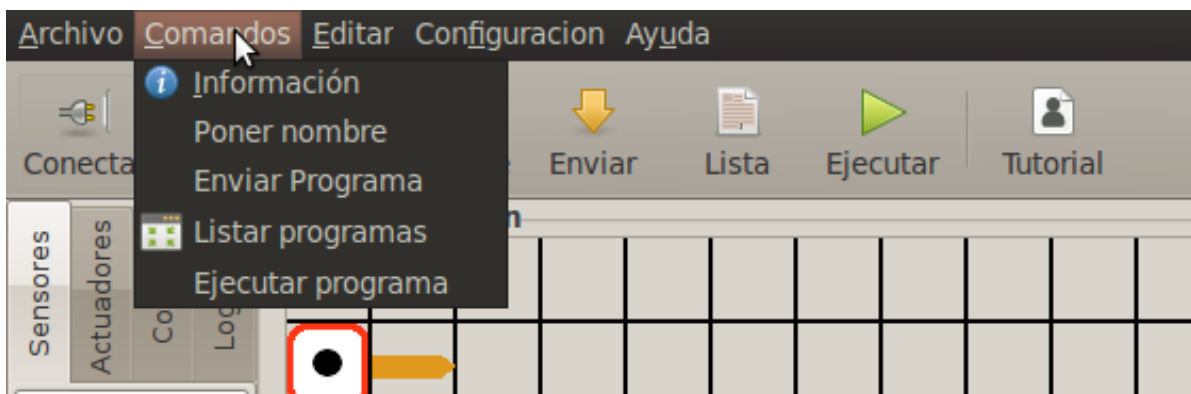 Archivo Comandos Editar Configuracion Ayuda
Información
Poner nombre
Enviar Programa
Listar programas
Ejecutar programa
Enviar Lista Ejecutar Tutorial
Sensores
Actuadores